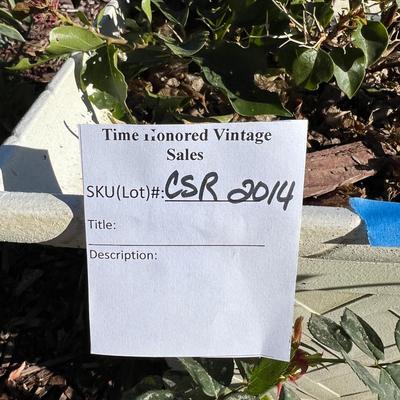 Time Honored Vintage
Sales
SKU(Lot)#: CSR 2014
Title:
Description: